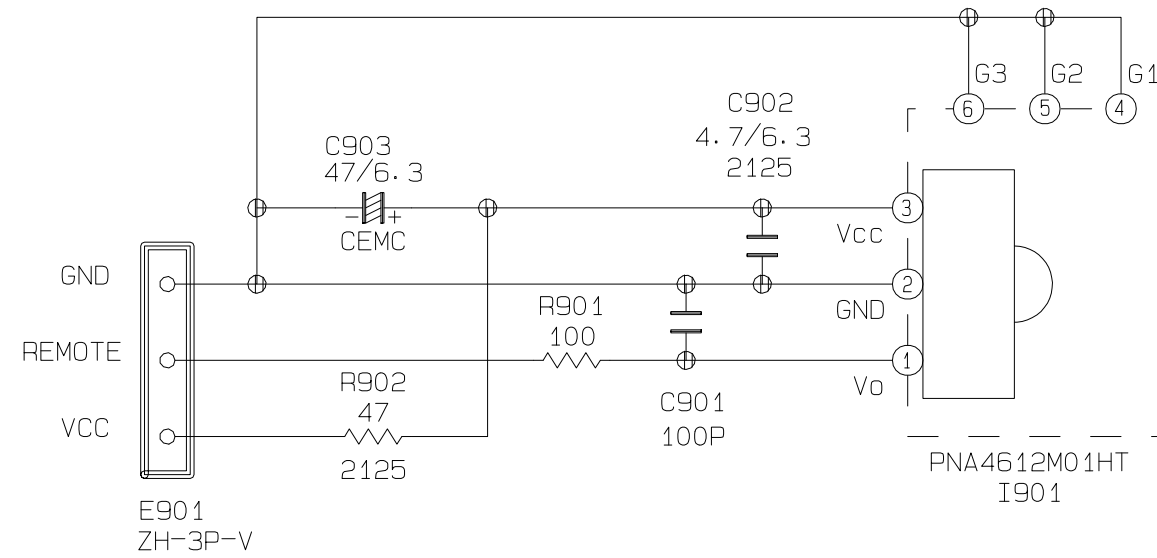 G3
G2
G1
6
5
4
C902
4.7/6.3
2125
C903
47/6.3
- +
CEMC
3
Vcc
GND
2
GND
R901
100
REMOTE
1
Vo
R902
47
C901
100P
VCC
2125
PNA4612M01HT
I901
E901
ZH-3P-V